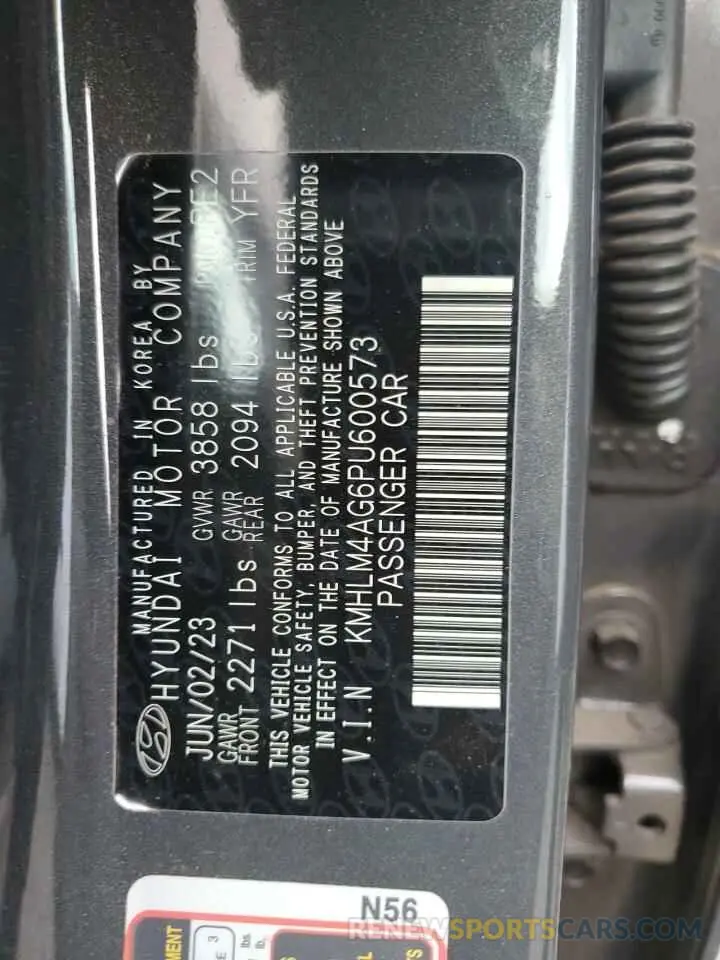 MANUFACTURED IN KOREA BY
HYUNDAI MOTOR COMPANY
JUN/02/23 GVWR 3858 lbs
GAWR FRONT 2271 lbs GAWR REAR 2094 lbs TRIM YFR
THIS VEHICLE CONFORMS TO ALL APPLICABLE U.S.A. FEDERAL
MOTOR VEHICLE SAFETY, BUMPER, AND THEFT PREVENTION STANDARDS
IN EFFECT ON THE DATE OF MANUFACTURE SHOWN ABOVE
V.I.N KMHLM4AG6PU600573
PASSENGER CAR
N56
RENEWSPORTSCARS.COM